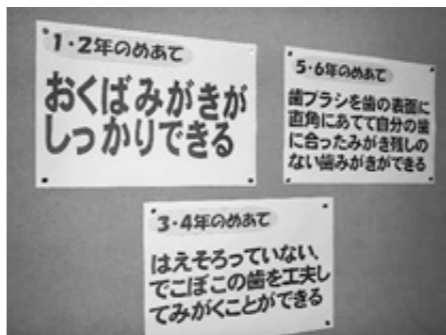 1・2年のめあて
おくばみがきが
しっかりできる
5・6年のめあて
歯ブラシを歯の表面に
直角にあてて自分の歯
に合ったみがき残しの
ない歯みがきができる
3・4年のめあて
はえそろっていない、
でこぼこの歯を工夫し
てみがくことができる